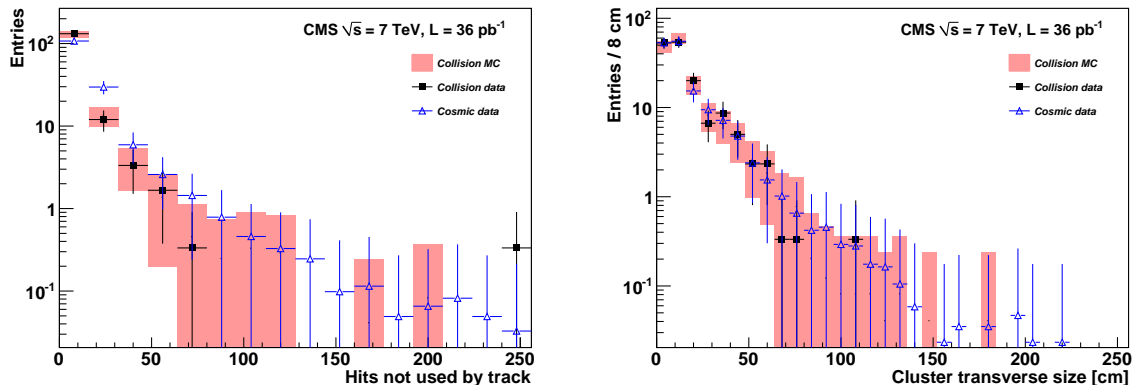 Entries
CMS √s = 7 TeV, L = 36 pb⁻¹
Collision MC
Collision data
Cosmic data
10²
10
1
10⁻¹
0 50 100 150 200 250
Hits not used by track
Entries / 8 cm
CMS √s = 7 TeV, L = 36 pb⁻¹
Collision MC
Collision data
Cosmic data
10²
10
1
10⁻¹
0 50 100 150 200 250
Cluster transverse size [cm]